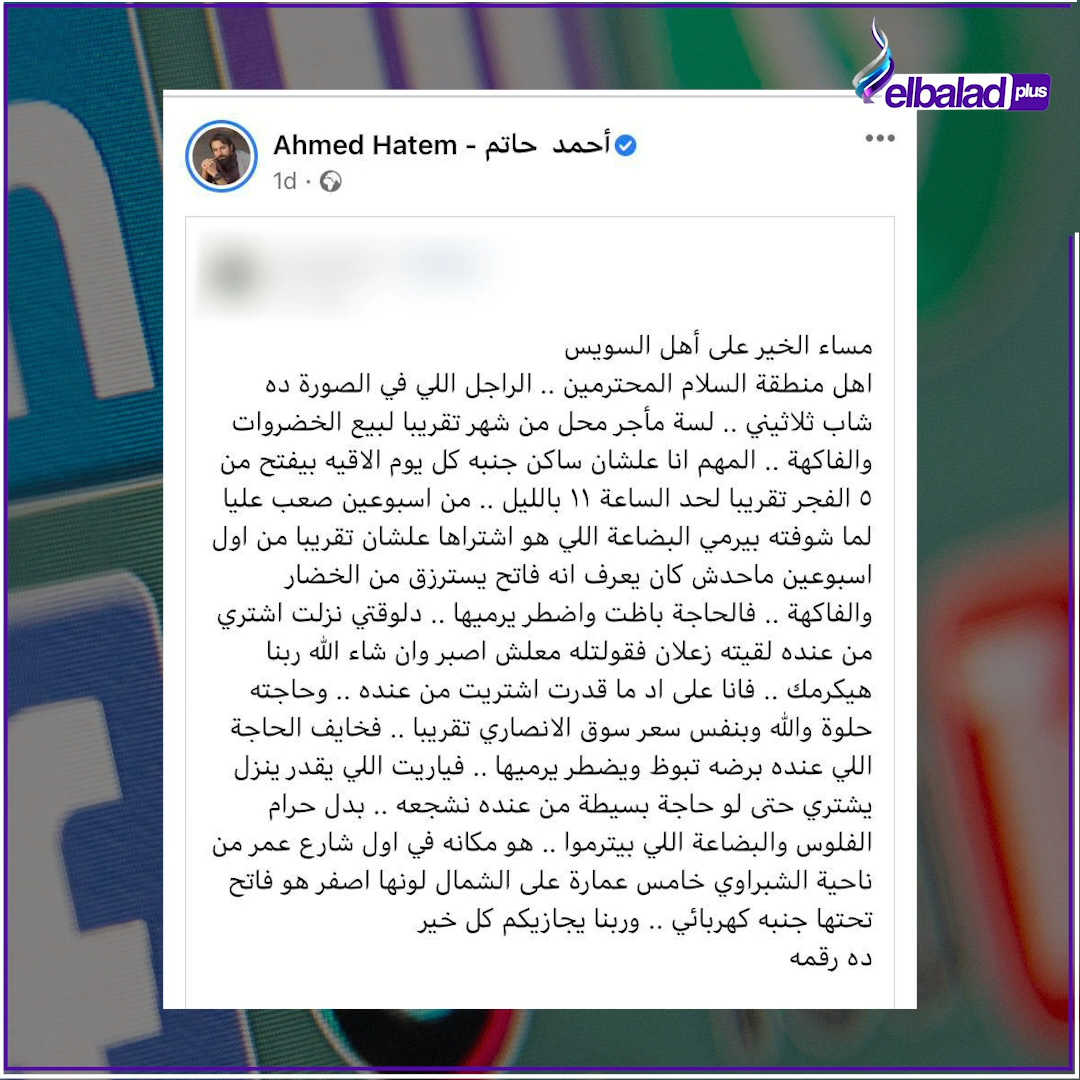 elbalad plus
Ahmed Hatem - أحمد حاتم
1d
مساء الخير على أهل السويس
اهل منطقة السلام المحترمين .. الراجل اللي في الصورة ده
شاب ثلاثيني .. لسة مأجر محل من شهر تقريبا لبيع الخضروات
والفاكهة .. المهم انا علشان ساكن جنبه كل يوم الاقيه بيفتح من
٥ الفجر تقريبا لحد الساعة ١١ بالليل .. من اسبوعين صعب عليا
لما شوفته بيرمي البضاعة اللي هو اشتراها علشان تقريبا من اول
اسبوعين ماحدش كان يعرف انه فاتح يسترزق من الخضار
والفاكهة .. فالحاجة باظت واضطر يرميها .. دلوقتي نزلت اشتري
من عنده لقيته زعلان فقولتله معلش اصبر وان شاء الله ربنا
هيكرمك .. فانا على اد ما قدرت اشتريت من عنده .. وحاجته
حلوة والله وبنفس سعر سوق الانصاري تقريبا .. فخايف الحاجة
اللي عنده برضه تبوظ ويضطر يرميها .. فياريت اللي يقدر ينزل
يشتري حتى لو حاجة بسيطة من عنده نشجعه .. بدل حرام
الفلوس والبضاعة اللي بيترموا .. هو مكانه في اول شارع عمر من
ناحية الشبراوي خامس عمارة على الشمال لونها اصفر هو فاتح
تحتها جنبه كهربائي .. وربنا يجازيكم كل خير
ده رقمه